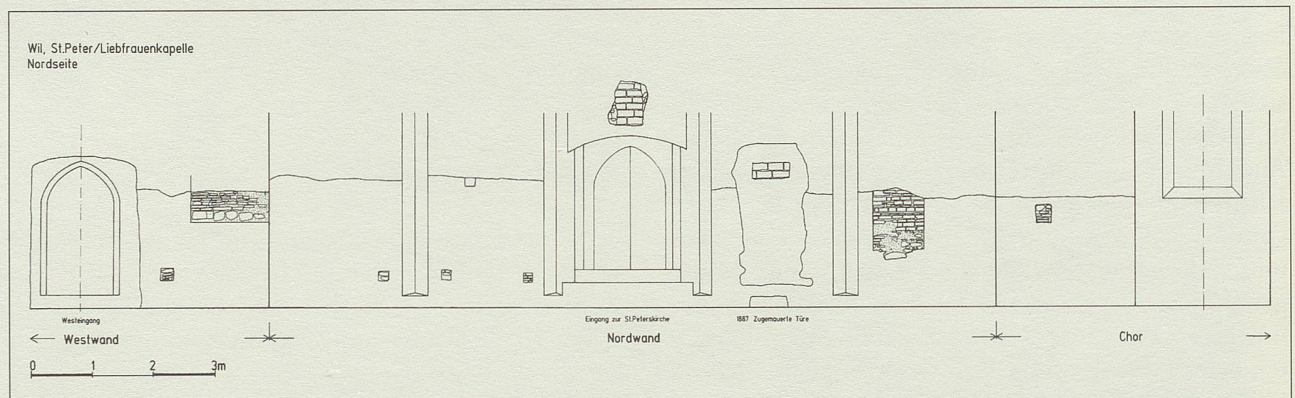 Wil, St.Peter/Liebfrauenkapelle
Nordseite
Westeingang
Eingang zur St.Peterskirche
1887 Zugemauerte Türe
Westwand
Nordwand
Chor
0 1 2 3m